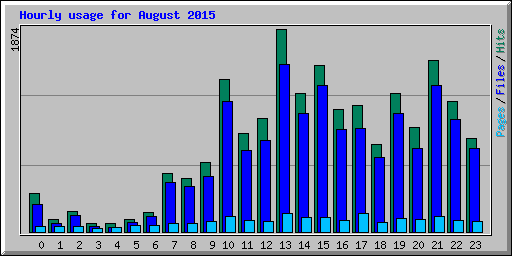 Hourly usage for August 2015
1874
Pages / Files / Hits
0 1 2 3 4 5 6 7 8 9 10 11 12 13 14 15 16 17 18 19 20 21 22 23